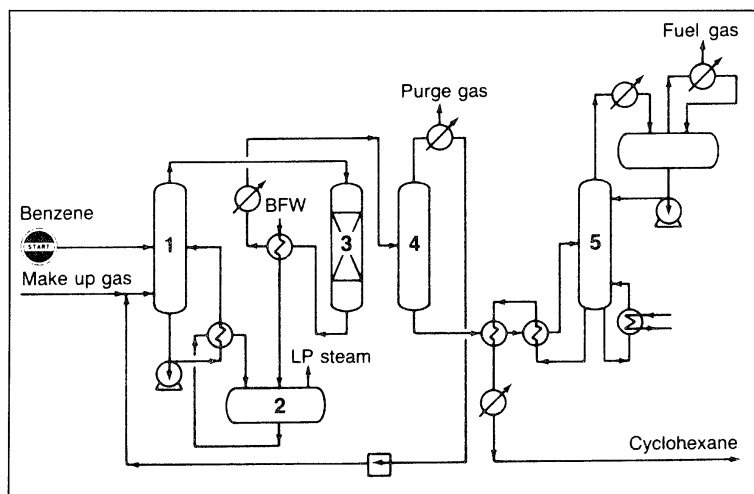 Fuel gas
Purge gas
Benzene
START
BFW
1
3
4
5
Make up gas
LP steam
2
Cyclohexane